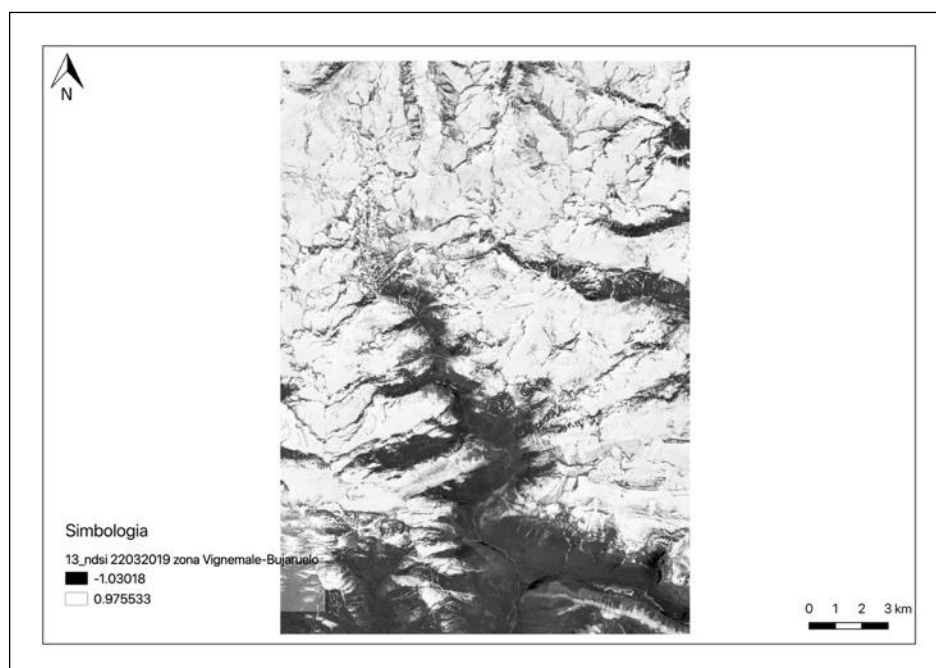 N
Simbologia
13_ndsi 22032019 zona Vignemale-Bujaruelo
-1.03018
0.975533
0 1 2 3 km